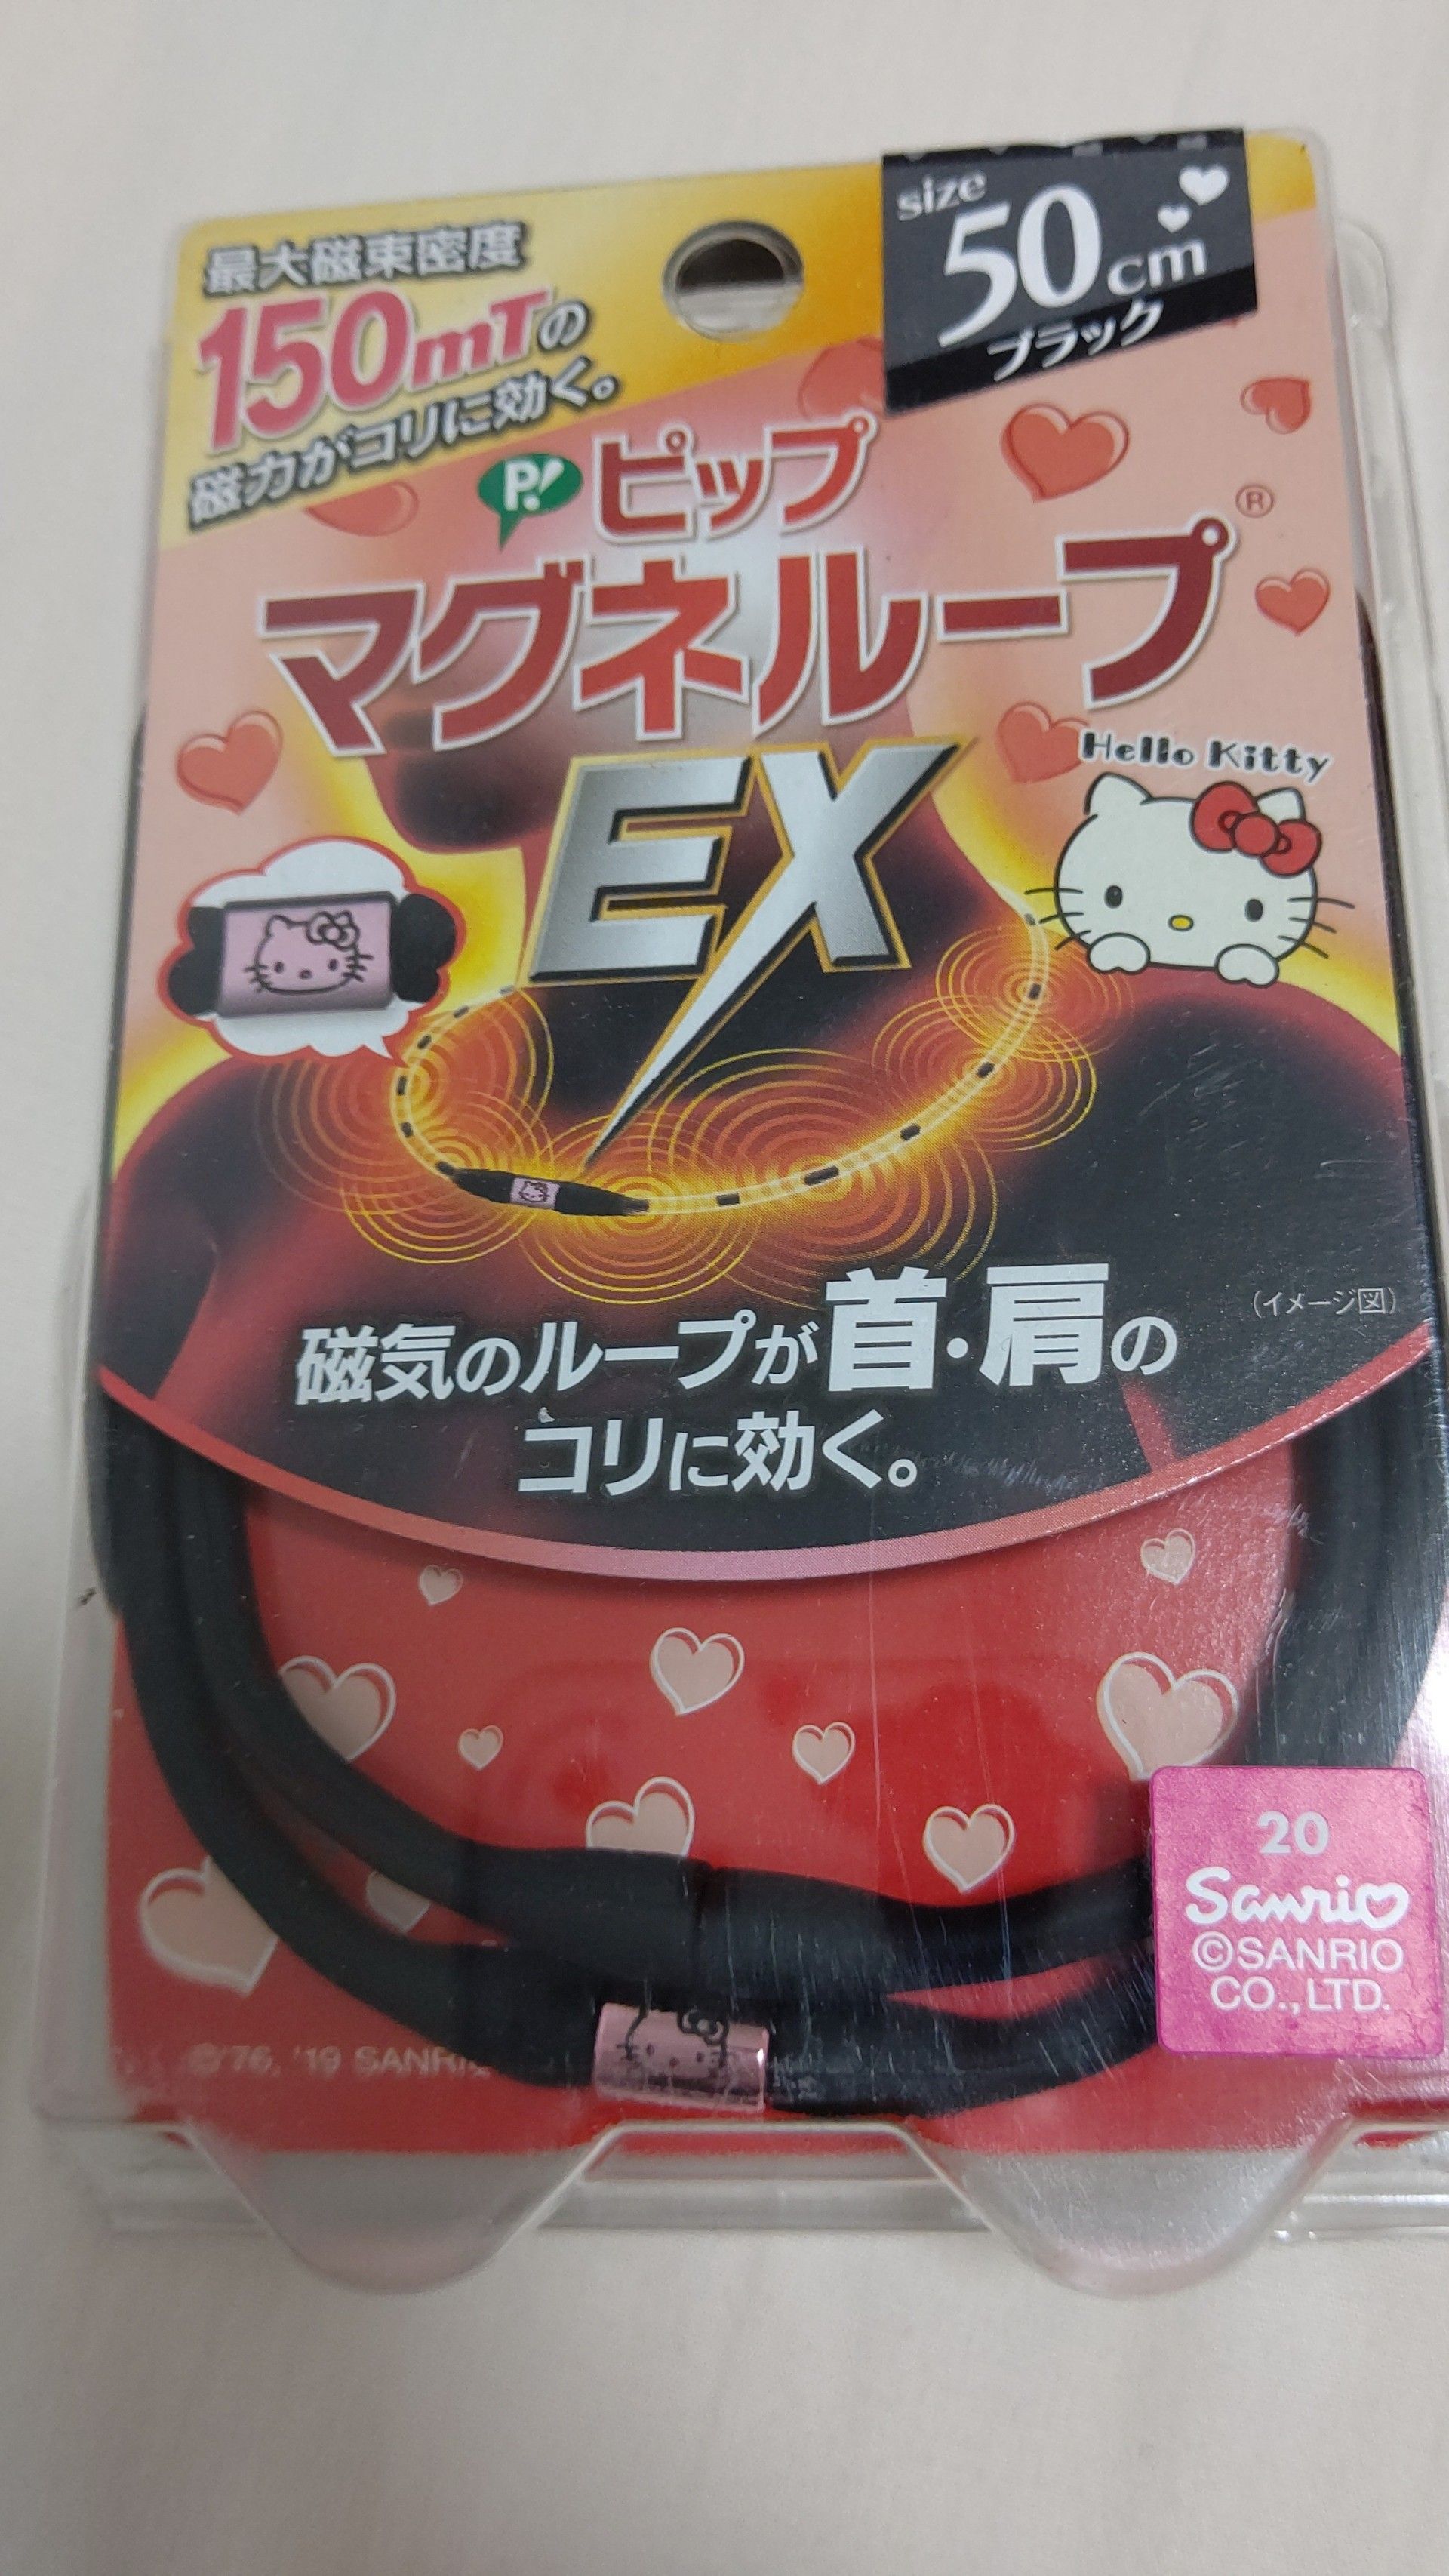 最大磁束密度
150mTの
磁力がコリに効く。
size
50cm
ブラック
P!
ピップ
マグネループ®
EX
Hello Kitty
(イメージ図)
磁気のループが首・肩の
コリに効く。
20
Sanrio
©SANRIO
CO.,LTD.
©'76, '19 SANRIO